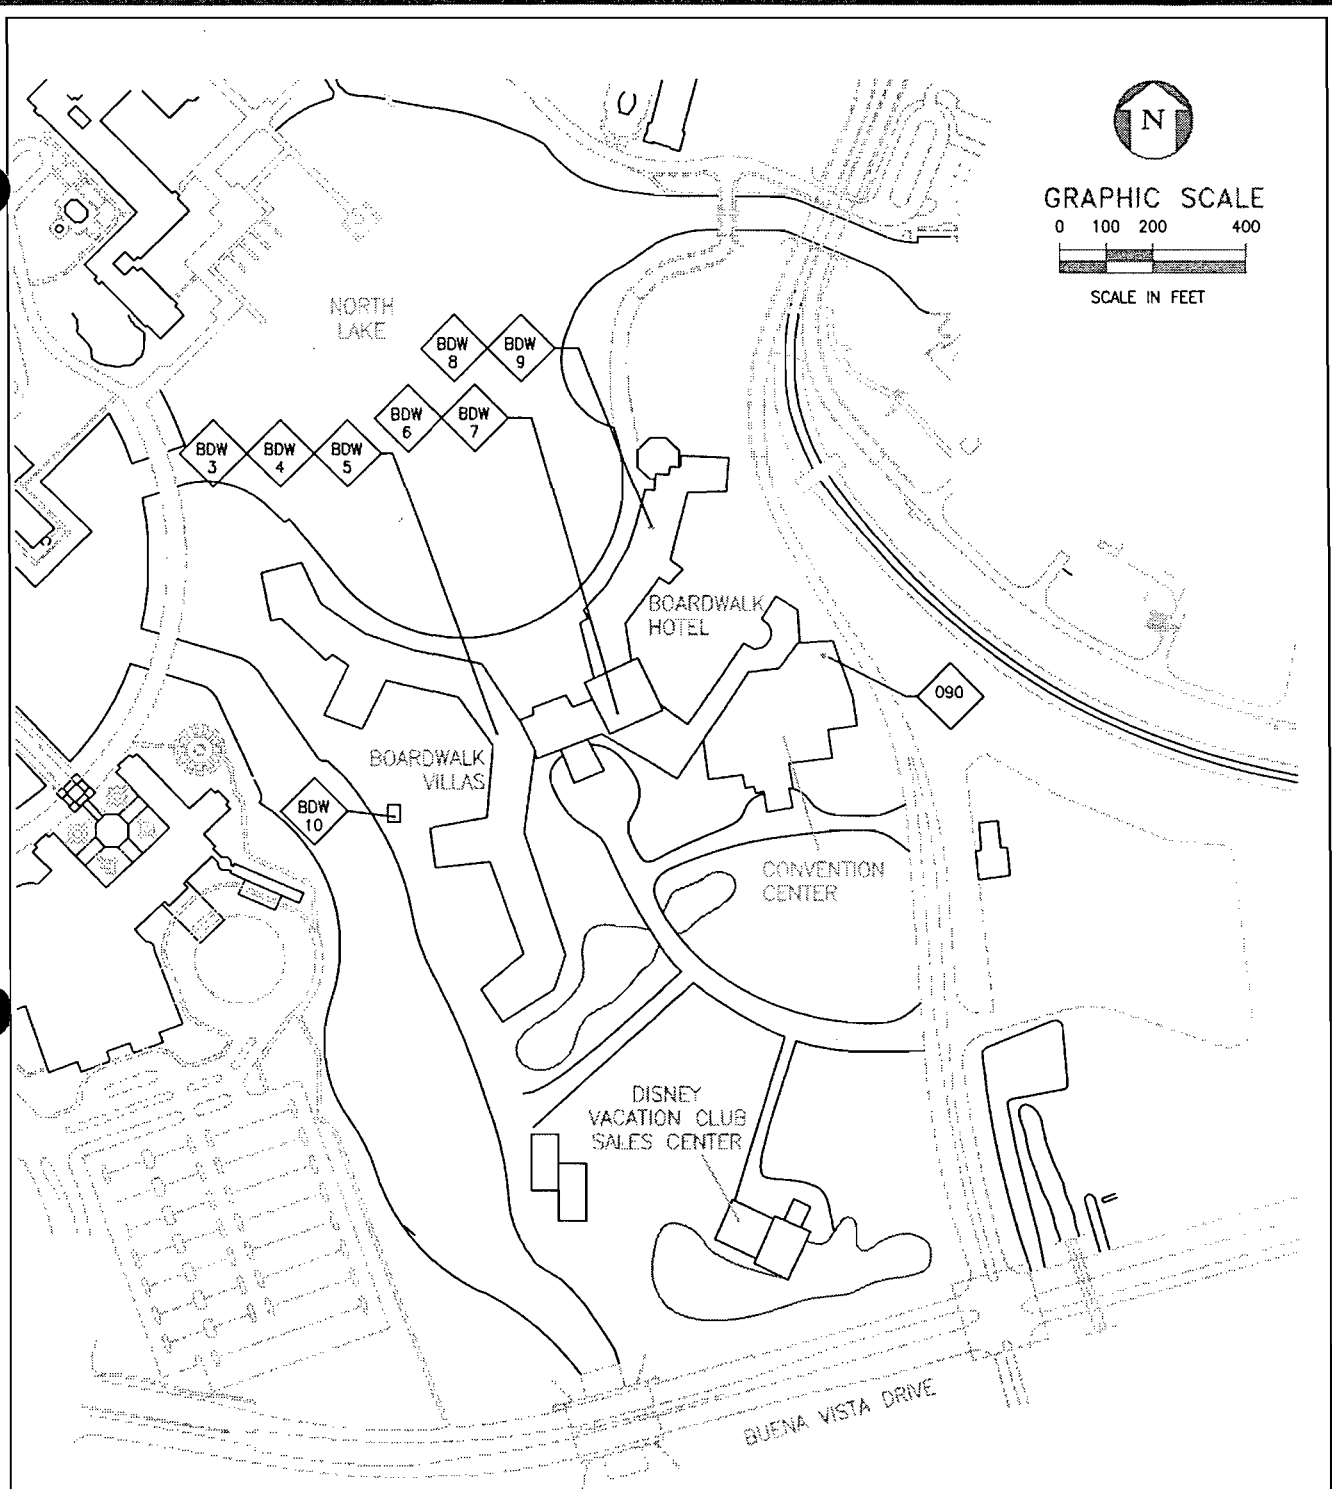 N
GRAPHIC SCALE
0 100 200 400
SCALE IN FEET
NORTH
LAKE
BDW
8
BDW
9
BDW
6
BDW
7
BDW
3
BDW
4
BDW
5
BOARDWALK
HOTEL
090
BOARDWALK
VILLAS
BDW
10
CONVENTION
CENTER
DISNEY
VACATION CLUB
SALES CENTER
BUENA VISTA DRIVE